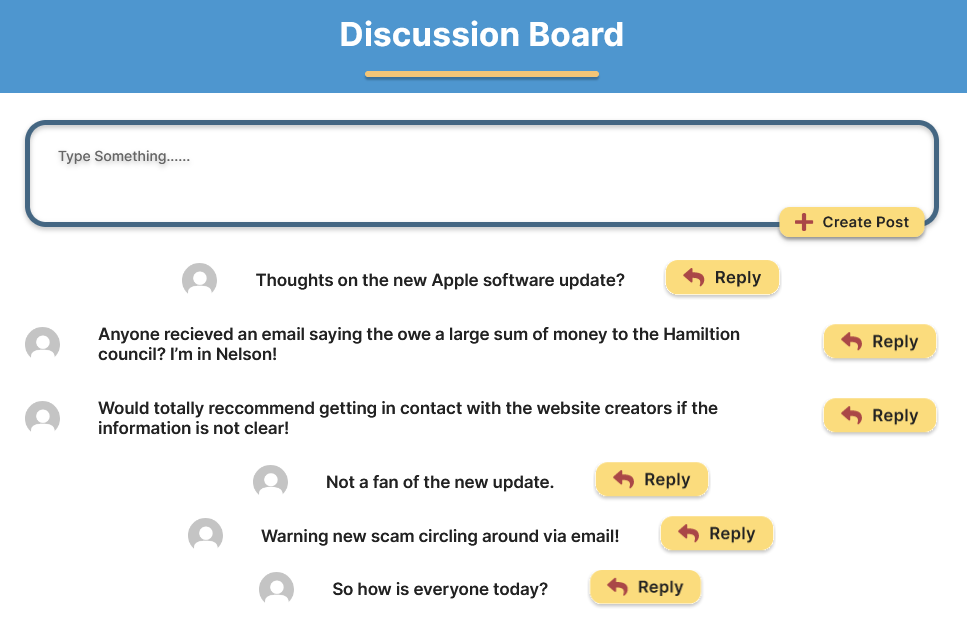 Discussion Board
Type Something......
Create Post
Thoughts on the new Apple software update?
Reply
Anyone recieved an email saying the owe a large sum of money to the Hamiltion
council? I'm in Nelson!
Reply
Would totally reccommend getting in contact with the website creators if the
information is not clear!
Reply
Not a fan of the new update.
Reply
Warning new scam circling around via email!
Reply
So how is everyone today?
Reply